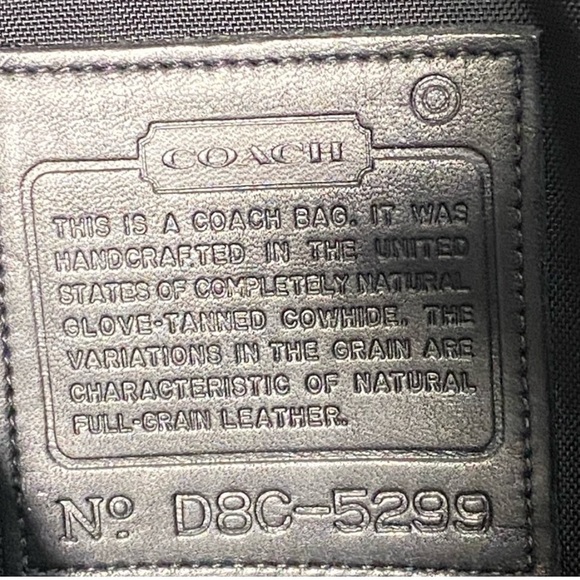 ©
COACH
THIS IS A COACH BAG. IT WAS
HANDCRAFTED IN THE UNITED
STATES OF COMPLETELY NATURAL
GLOVE-TANNED COWHIDE. THE
VARIATIONS IN THE GRAIN ARE
CHARACTERISTIC OF NATURAL
FULL-GRAIN LEATHER.
Nº D8C-5299